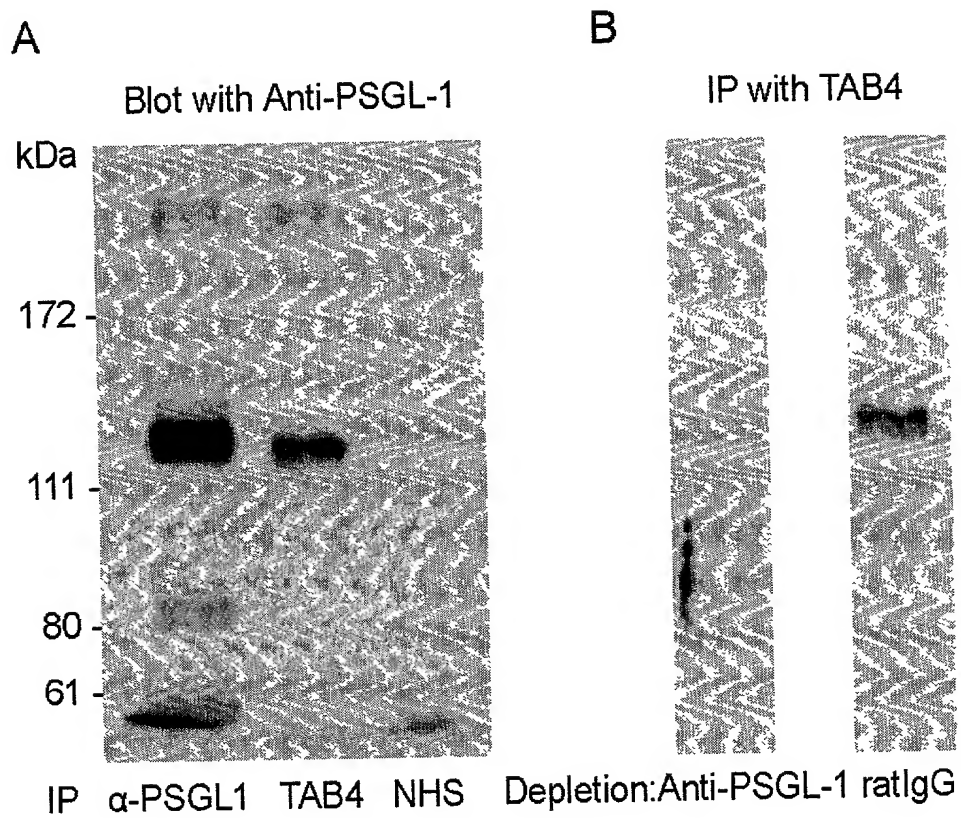 A
Blot with Anti-PSGL-1
kDa
172 -
111 -
80 -
61 -
IP α-PSGL1 TAB4 NHS
B
IP with TAB4
Depletion:Anti-PSGL-1 ratIgG